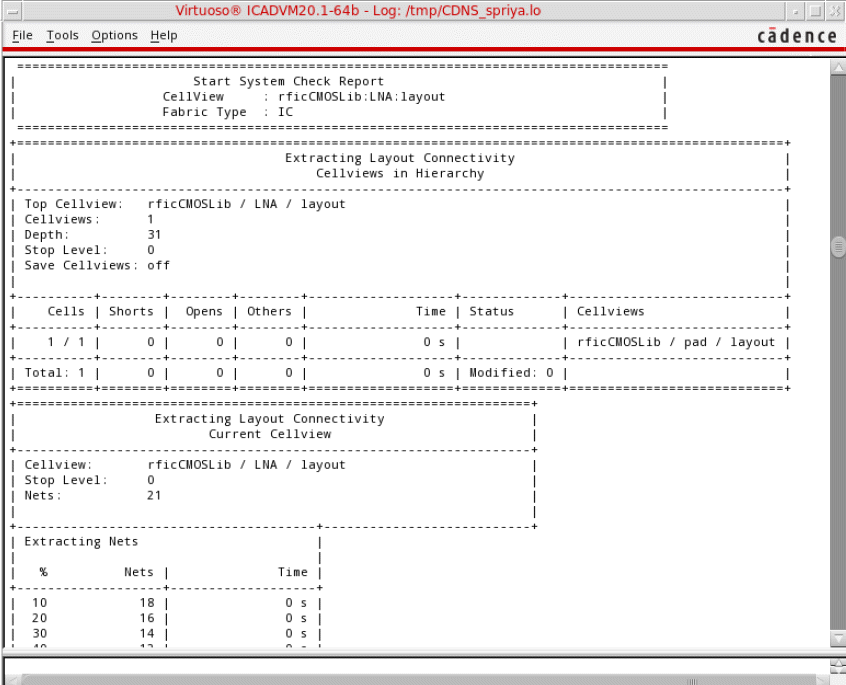 Virtuoso® ICADVM20.1-64b - Log: /tmp/CDNS_spriya.lo
File Tools Options Help cādence
Start System Check Report
CellView : rficCMOSLib:LNA:layout
Fabric Type : IC
Extracting Layout Connectivity
Cellviews in Hierarchy
Top Cellview: rficCMOSLib / LNA / layout
Cellviews: 1
Depth: 31
Stop Level: 0
Save Cellviews: off
Cells | Shorts | Opens | Others | Time | Status | Cellviews
1 / 1 | 0 | 0 | 0 | 0 s | | rficCMOSLib / pad / layout |
Total: 1 | 0 | 0 | 0 | 0 s | Modified: 0 |
Extracting Layout Connectivity
Current Cellview
Cellview: rficCMOSLib / LNA / layout
Stop Level: 0
Nets: 21
Extracting Nets
% Nets | Time |
10 18 | 0 s |
20 16 | 0 s |
30 14 | 0 s |